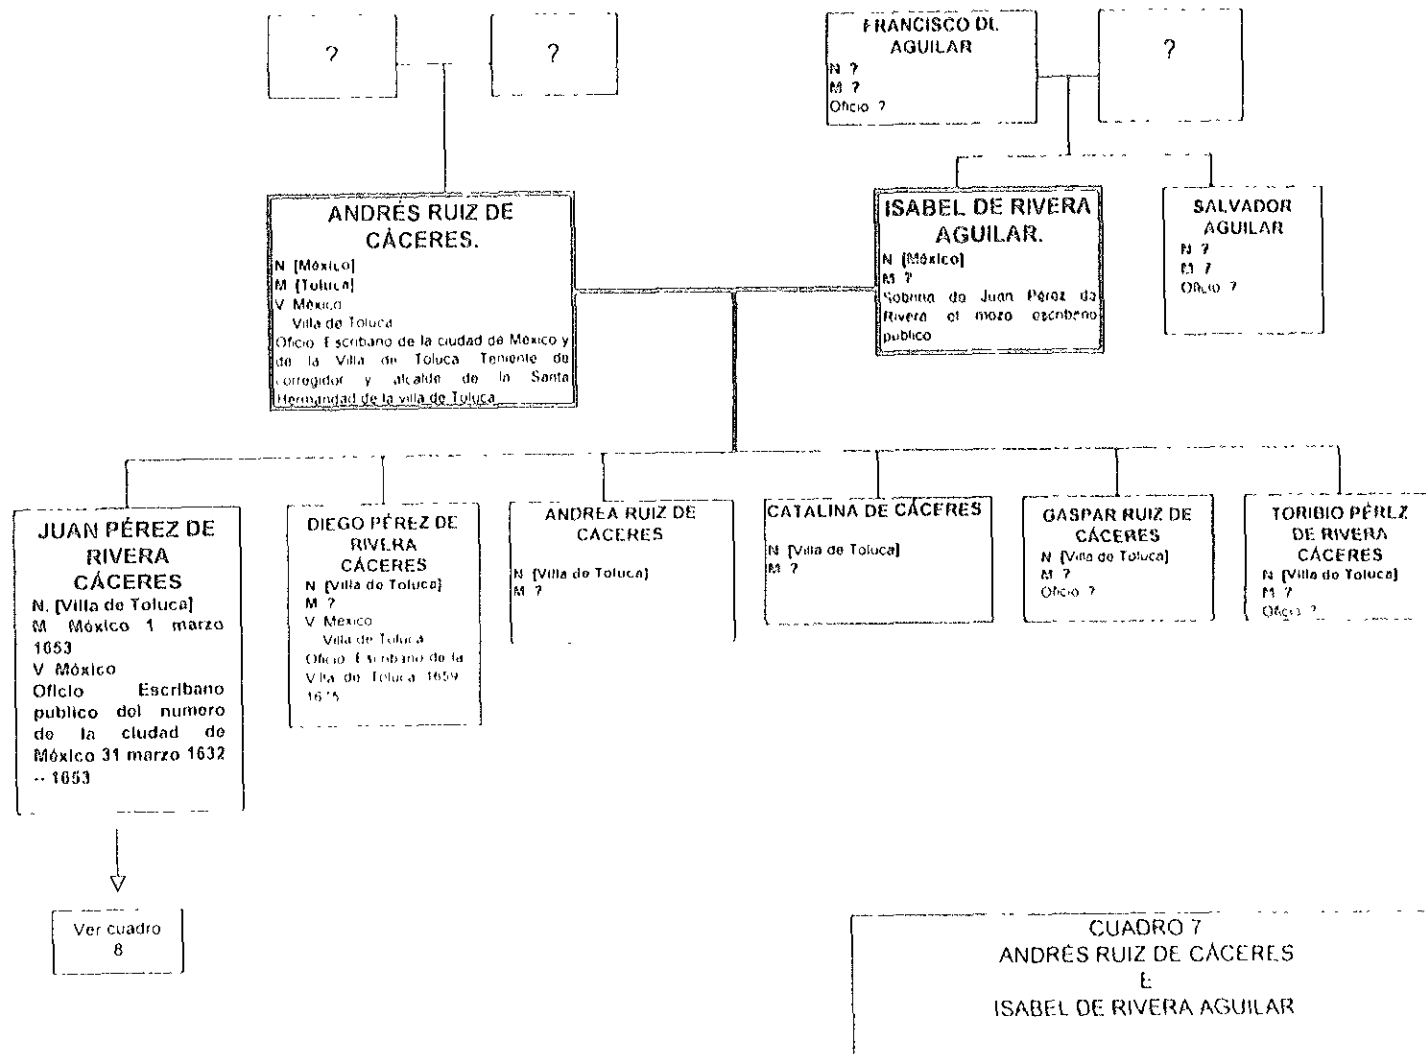 ?
?
FRANCISCO DE
AGUILAR
N ?
M ?
Oficio ?
?
ANDRÉS RUIZ DE
CÁCERES.
N [México]
M [Toluca]
V México
Villa de Toluca
Oficio Escribano de la ciudad de México y
de la Villa de Toluca Teniente de
corregidor y alcalde de la Santa
Hermandad de la villa de Toluca
ISABEL DE RIVERA
AGUILAR.
N [México]
M ?
Sobrina de Juan Pérez de
Rivera el mozo escribano
publico
SALVADOR
AGUILAR
N ?
M ?
Oficio ?
JUAN PÉREZ DE
RIVERA
CÁCERES
N. [Villa de Toluca]
M México 1 marzo
1653
V México
Oficio Escribano
publico del numero
de la ciudad de
México 31 marzo 1632
-- 1653
DIEGO PÉREZ DE
RIVERA
CÁCERES
N [Villa de Toluca]
M ?
V Mexico
Villa de Toluca
Oficio Escribano de la
Villa de Toluca 1659
ANDREA RUIZ DE
CÁCERES
N [Villa de Toluca]
M ?
CATALINA DE CÁCERES
N [Villa de Toluca]
M ?
GASPAR RUIZ DE
CÁCERES
N [Villa de Toluca]
M ?
Oficio ?
TORIBIO PÉREZ
DE RIVERA
CÁCERES
N [Villa de Toluca]
M ?
Oficio ?
Ver cuadro
8
CUADRO 7
ANDRÉS RUIZ DE CÁCERES
E
ISABEL DE RIVERA AGUILAR